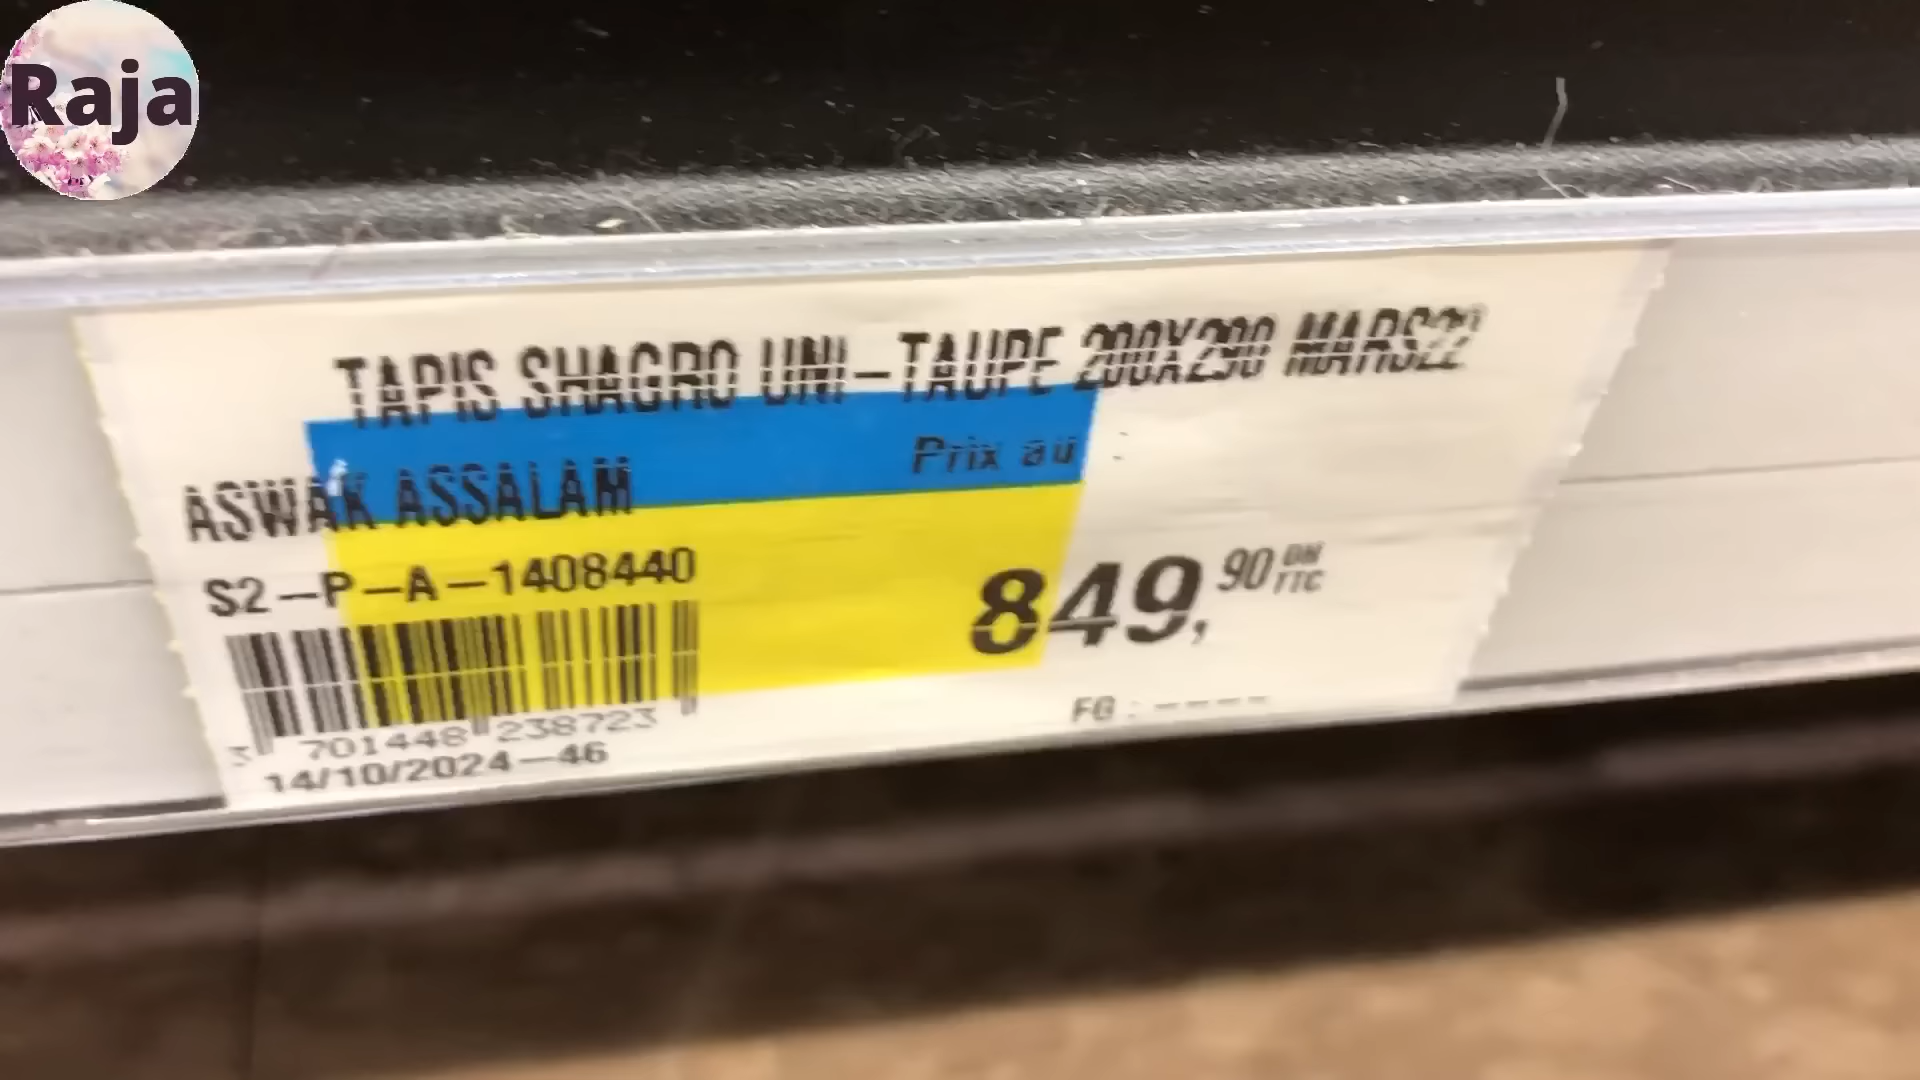 Raja
TAPIS SHAGRO UNI-TAUPE 200X290 MARS22
Prix au :
ASWAK ASSALAM
S2-P-A-1408440
849,90 DH TTC
3 701448 238723
FG : ----
14/10/2024-46